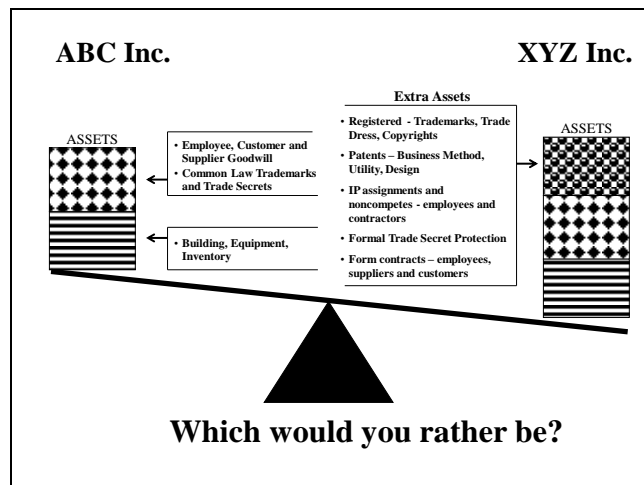 ABC Inc.
XYZ Inc.
Extra Assets
ASSETS
• Employee, Customer and
Supplier Goodwill
• Common Law Trademarks
and Trade Secrets
• Building, Equipment,
Inventory
• Registered - Trademarks, Trade
Dress, Copyrights
• Patents – Business Method,
Utility, Design
• IP assignments and
noncompetes - employees and
contractors
• Formal Trade Secret Protection
• Form contracts – employees,
suppliers and customers
ASSETS
Which would you rather be?